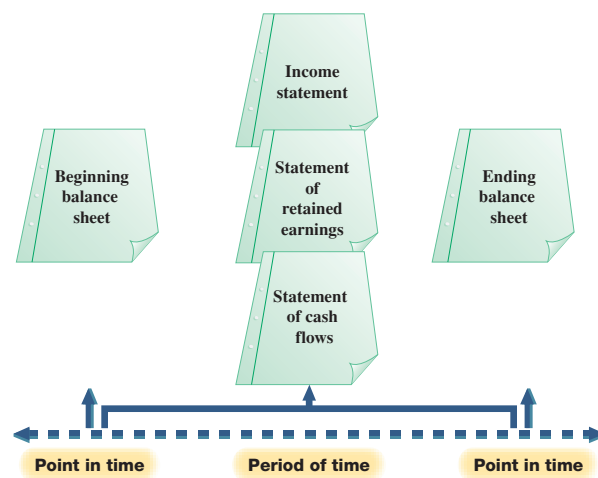 Income
statement
Beginning
balance
sheet
Statement
of
retained
earnings
Ending
balance
sheet
Statement
of cash
flows
Point in time
Period of time
Point in time